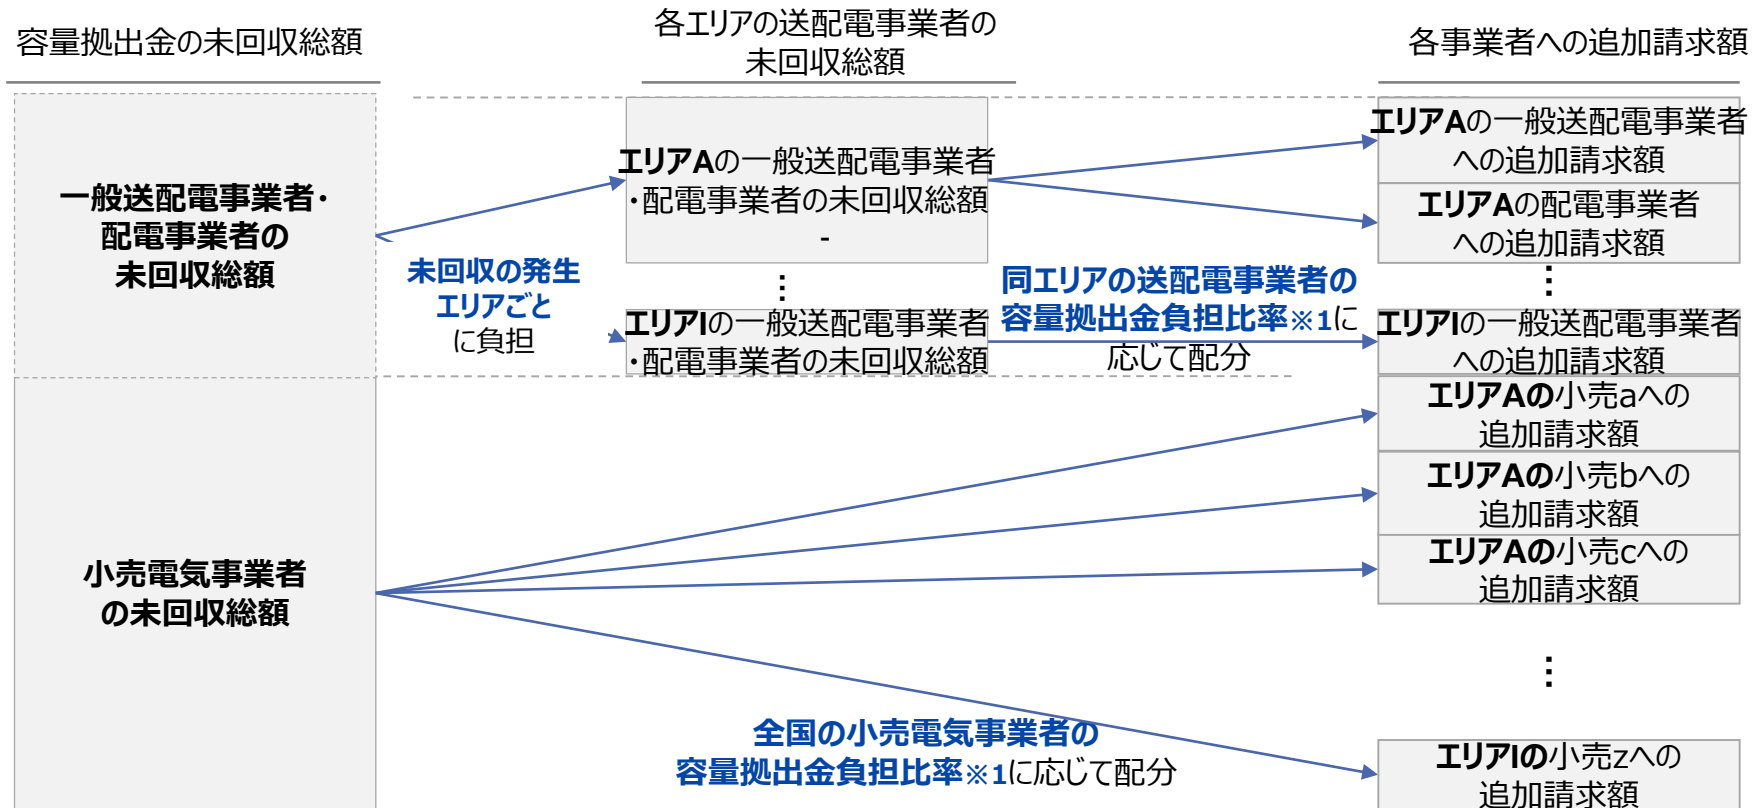 容量拠出金の未回収総額
各エリアの送配電事業者の
未回収総額
各事業者への追加請求額
一般送配電事業者・
配電事業者の
未回収総額
エリアAの一般送配電事業者
・配電事業者の未回収総額
-
エリアAの一般送配電事業者
への追加請求額
エリアAの配電事業者
への追加請求額
未回収の発生
エリアごと
に負担
…
エリアIの一般送配電事業者
・配電事業者の未回収総額
同エリアの送配電事業者の
容量拠出金負担比率※1に
応じて配分
…
エリアIの一般送配電事業者
への追加請求額
小売電気事業者
の未回収総額
エリアAの小売aへの
追加請求額
エリアAの小売bへの
追加請求額
エリアAの小売cへの
追加請求額
…
全国の小売電気事業者の
容量拠出金負担比率※1に応じて配分
エリアIの小売zへの
追加請求額